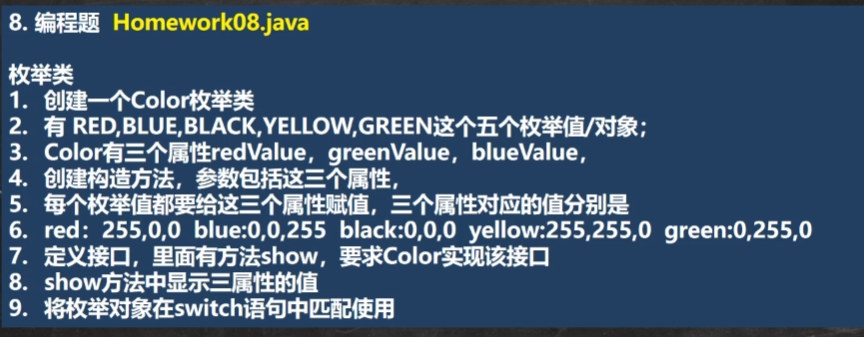 8. 编程题 Homework08.java
枚举类
1. 创建一个Color枚举类
2. 有 RED,BLUE,BLACK,YELLOW,GREEN这个五个枚举值/对象；
3. Color有三个属性redValue，greenValue，blueValue，
4. 创建构造方法，参数包括这三个属性，
5. 每个枚举值都要给这三个属性赋值，三个属性对应的值分别是
6. red：255,0,0 blue:0,0,255 black:0,0,0 yellow:255,255,0 green:0,255,0
7. 定义接口，里面有方法show，要求Color实现该接口
8. show方法中显示三属性的值
9. 将枚举对象在switch语句中匹配使用